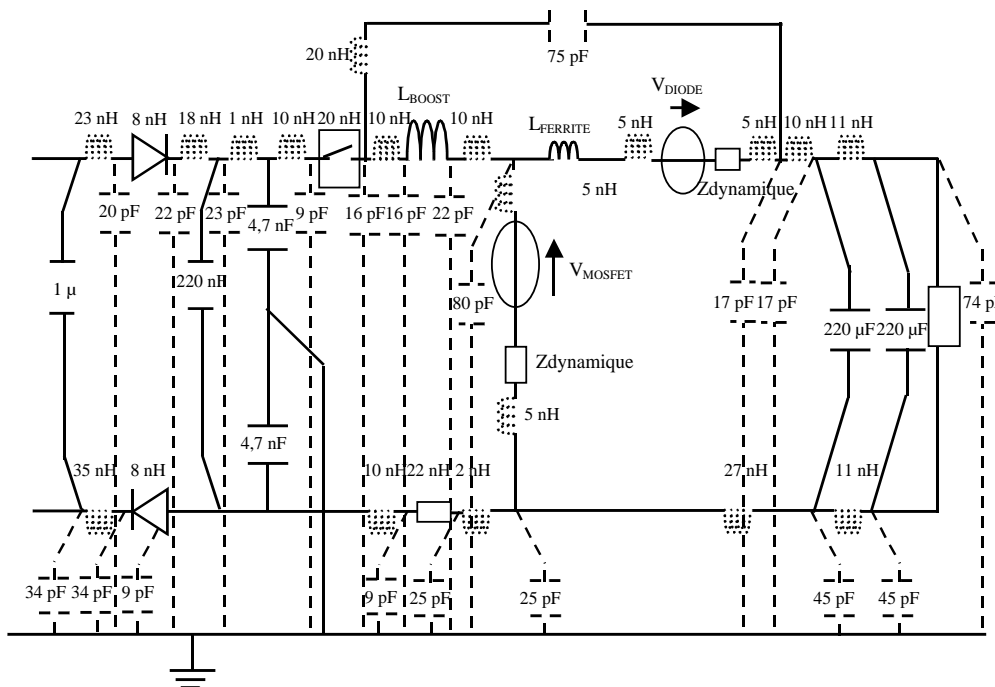 20 nH
75 pF
V_DIODE
L_BOOST
23 nH 8 nH 18 nH 1 nH 10 nH 20 nH 10 nH 10 nH
L_FERRITE
5 nH 5 nH 10 nH 11 nH
5 nH
Zdynamique
20 pF 22 pF 23 pF 4,7 nF 9 pF 16 pF 16 pF 22 pF
V_MOSFET
1 µ 220 nF 80 pF 17 pF 17 pF 74 p
220 µF 220 µF
Zdynamique
5 nH
4,7 nF
35 nH 8 nH 10 nH 22 nH 2 nH 27 nH 11 nH
34 pF 34 pF 9 pF 9 pF 25 pF 25 pF 45 pF 45 pF